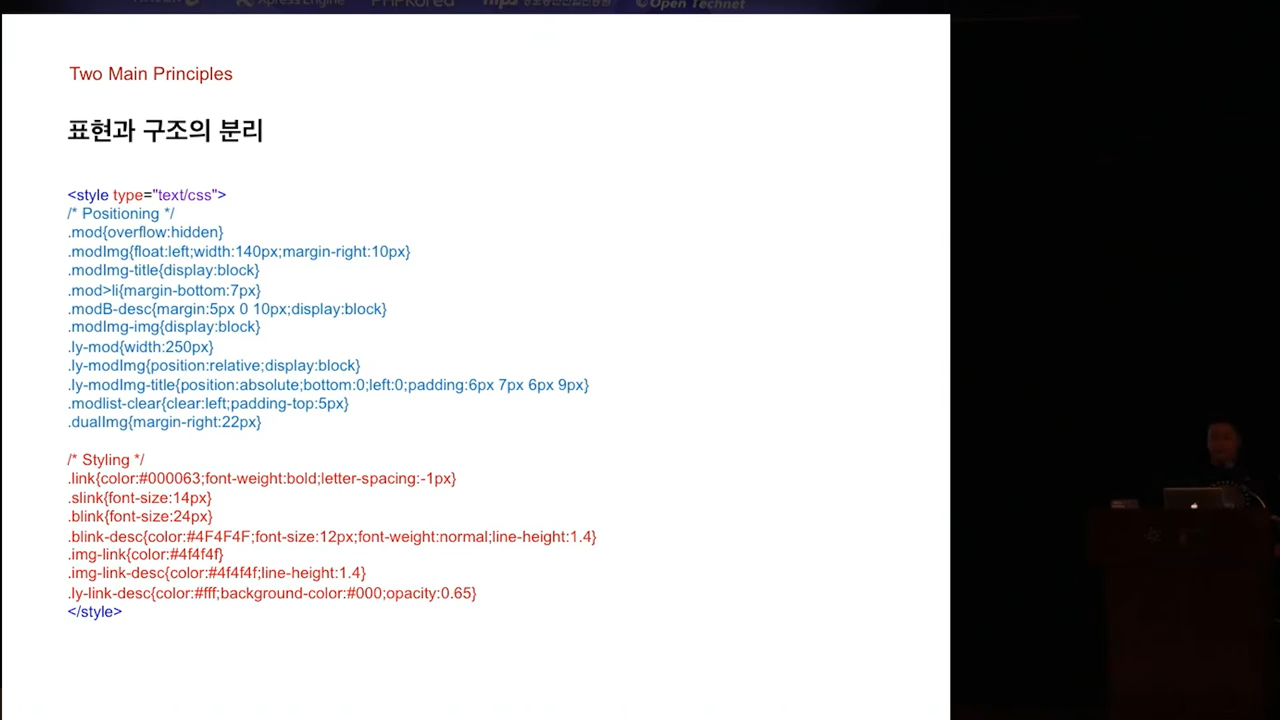 Xpress Engine
PHPKorea
Open Technet
Two Main Principles
표현과 구조의 분리
<style type="text/css">
/* Positioning */
.mod{overflow:hidden}
.modImg{float:left;width:140px;margin-right:10px}
.modImg-title{display:block}
.mod>li{margin-bottom:7px}
.modB-desc{margin:5px 0 10px;display:block}
.modImg-img{display:block}
.ly-mod{width:250px}
.ly-modImg{position:relative;display:block}
.ly-modImg-title{position:absolute;bottom:0;left:0;padding:6px 7px 6px 9px}
.modlist-clear{clear:left;padding-top:5px}
.dualImg{margin-right:22px}
/* Styling */
.link{color:#000063;font-weight:bold;letter-spacing:-1px}
.slink{font-size:14px}
.blink{font-size:24px}
.blink-desc{color:#4F4F4F;font-size:12px;font-weight:normal;line-height:1.4}
.img-link{color:#4f4f4f}
.img-link-desc{color:#4f4f4f;line-height:1.4}
.ly-link-desc{color:#fff;background-color:#000;opacity:0.65}
</style>